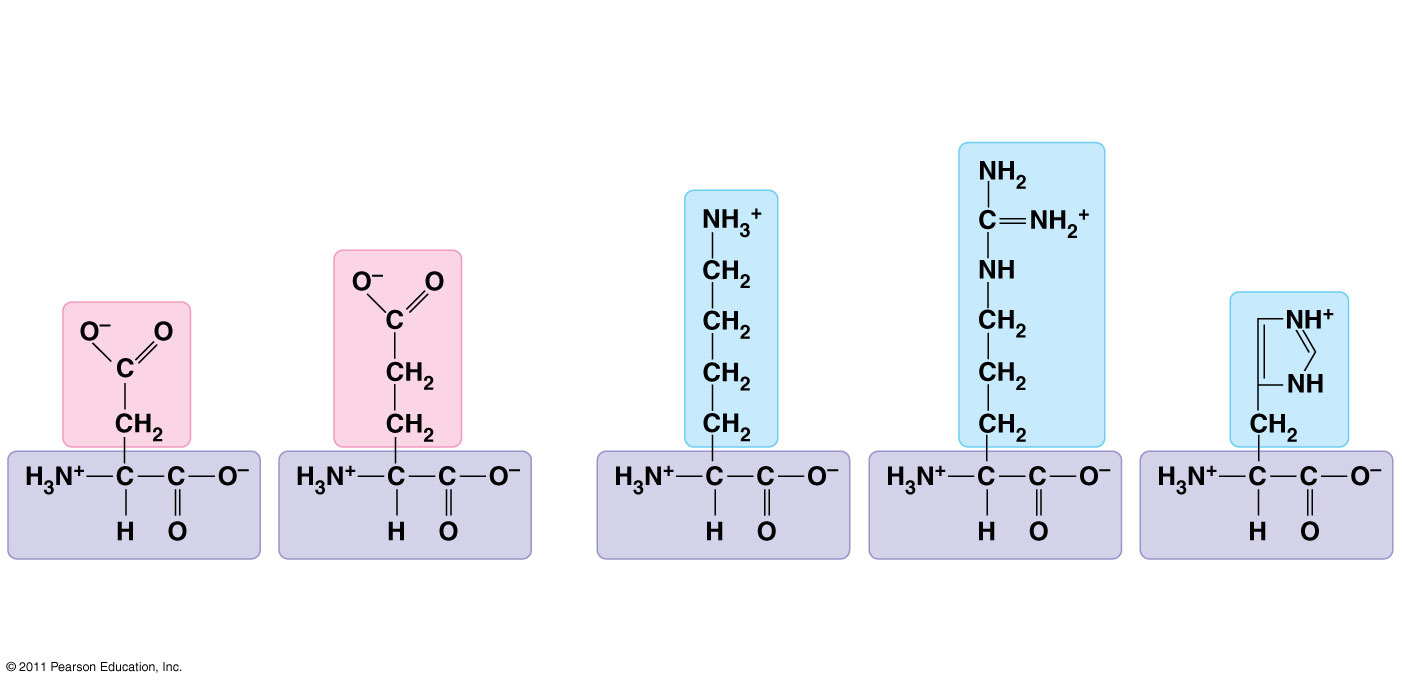 NH₂
NH₃⁺ C NH₂⁺
CH₂ NH
O⁻ O
O⁻ O C CH₂ CH₂ NH⁺
C CH₂ CH₂ CH₂ NH
CH₂ CH₂ CH₂ CH₂ CH₂
H₃N⁺ C C O⁻ H₃N⁺ C C O⁻ H₃N⁺ C C O⁻ H₃N⁺ C C O⁻ H₃N⁺ C C O⁻
H O H O H O H O H O
© 2011 Pearson Education, Inc.